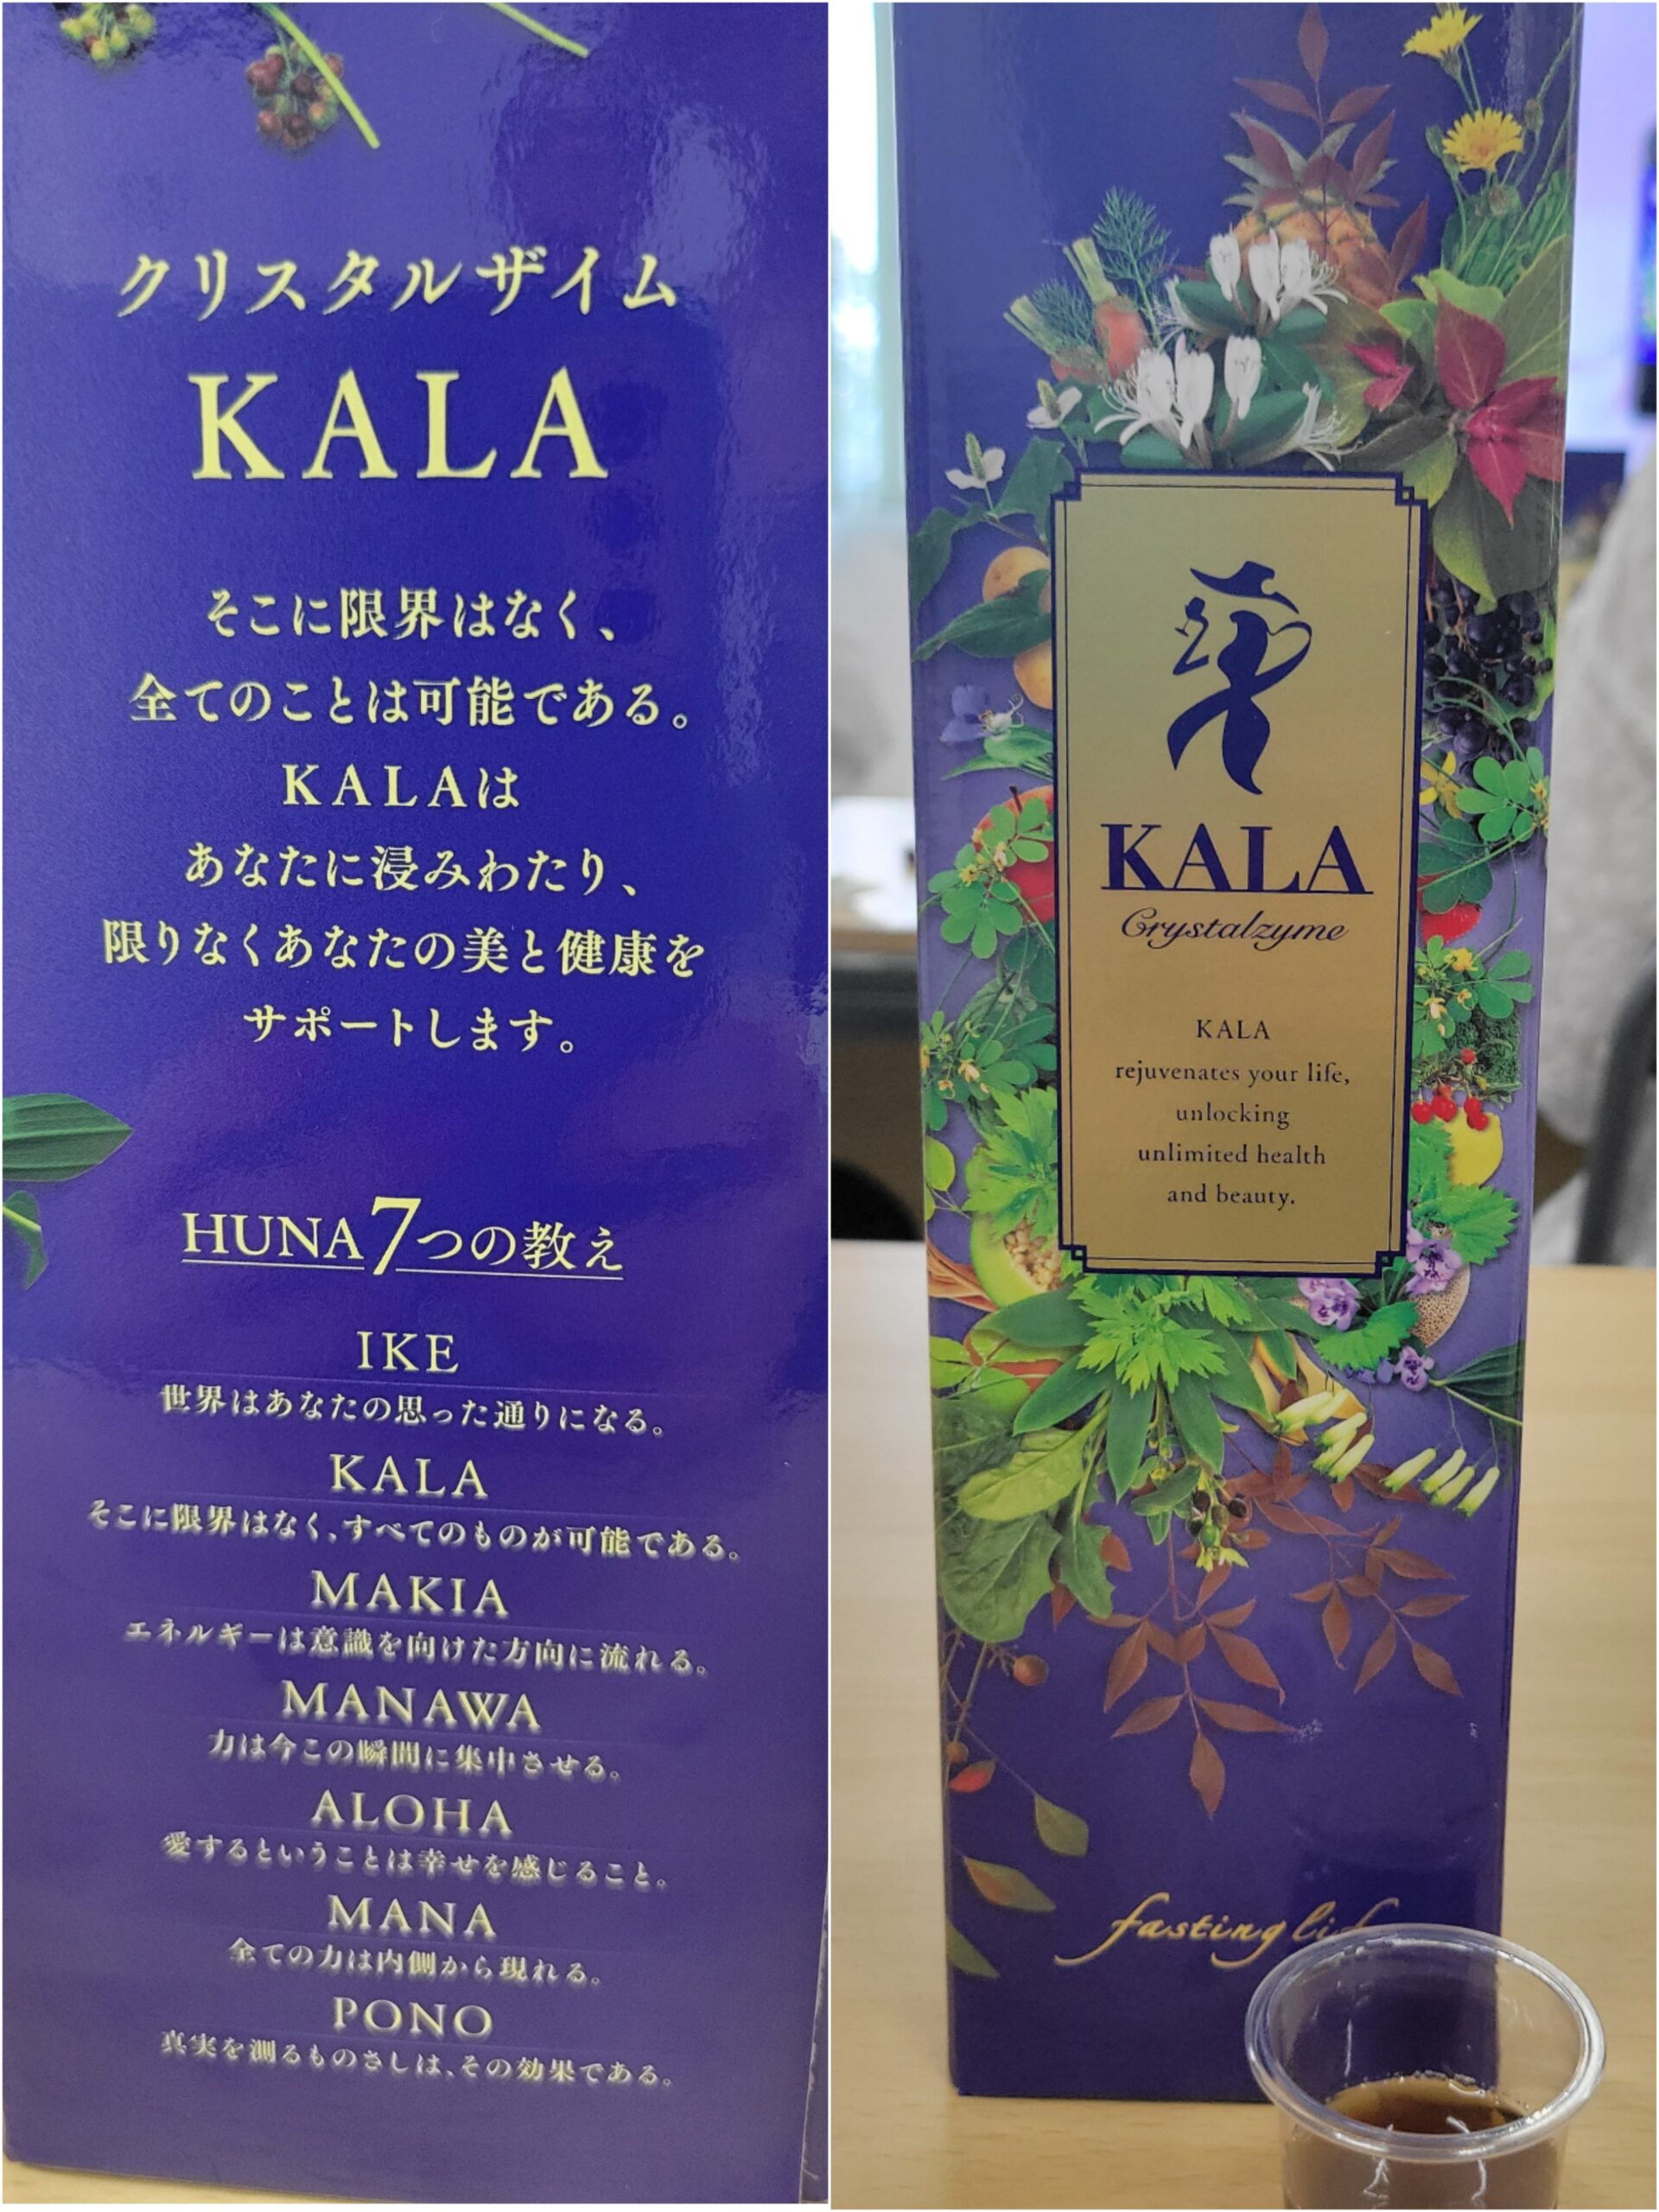 クリスタルザイム
KALA
そこに限界はなく、
全てのことは可能である。
KALAは
あなたに浸みわたり、
限りなくあなたの美と健康を
サポートします。
HUNA7つの教え
IKE
世界はあなたの思った通りになる。
KALA
そこに限界はなく、すべてのものが可能である。
MAKIA
エネルギーは意識を向けた方向に流れる。
MANAWA
力は今この瞬間に集中させる。
ALOHA
愛するということは幸せを感じること。
MANA
全ての力は内側から現れる。
PONO
真実を測るものさしは、その効果である。
KALA
Crystalzyme
KALA
rejuvenates your life,
unlocking
unlimited health
and beauty.
fasting